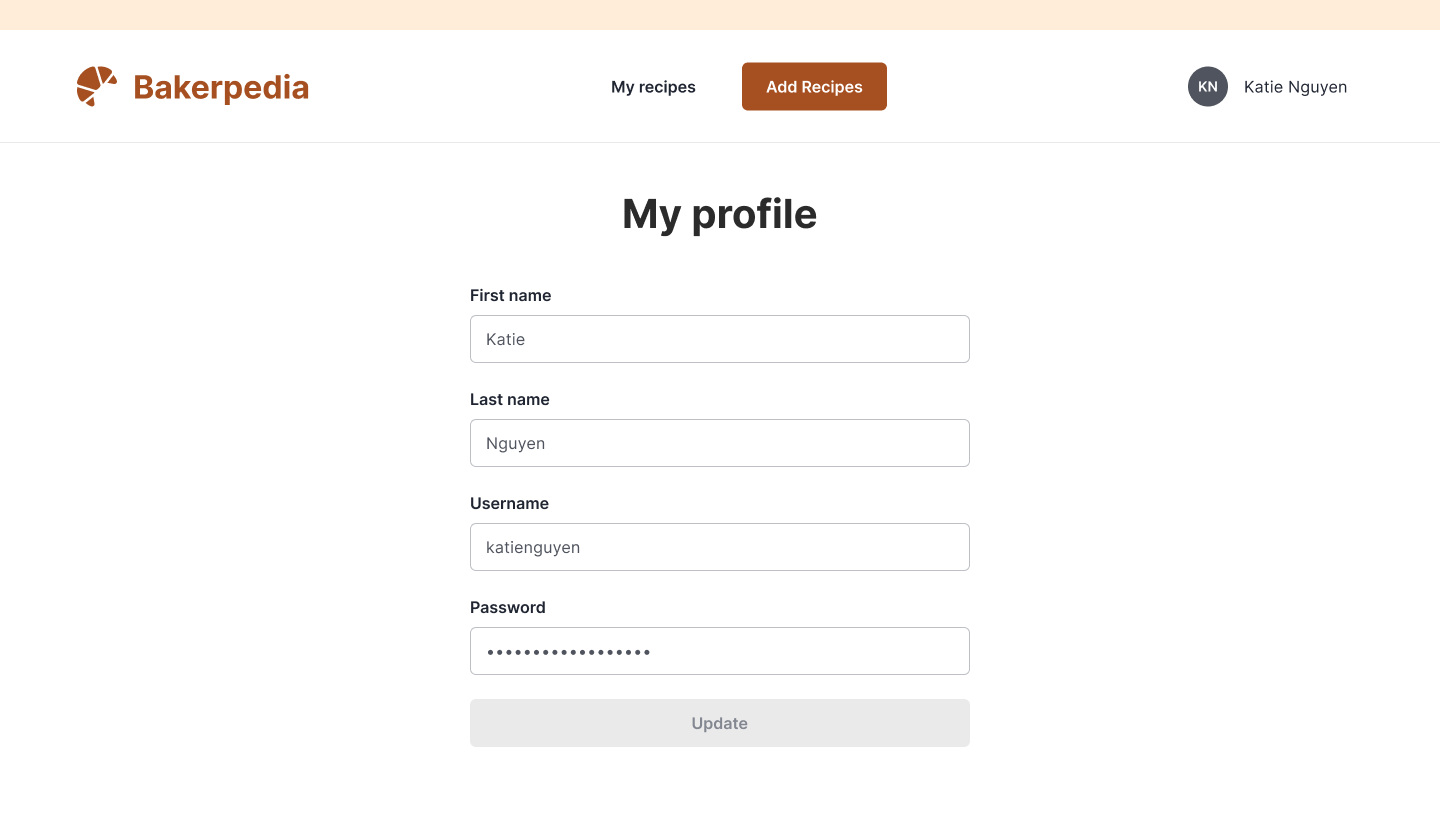 Bakerpedia
My recipes
Add Recipes
KN
Katie Nguyen
My profile
First name
Katie
Last name
Nguyen
Username
katienguyen
Password
••••••••••••••••••
Update